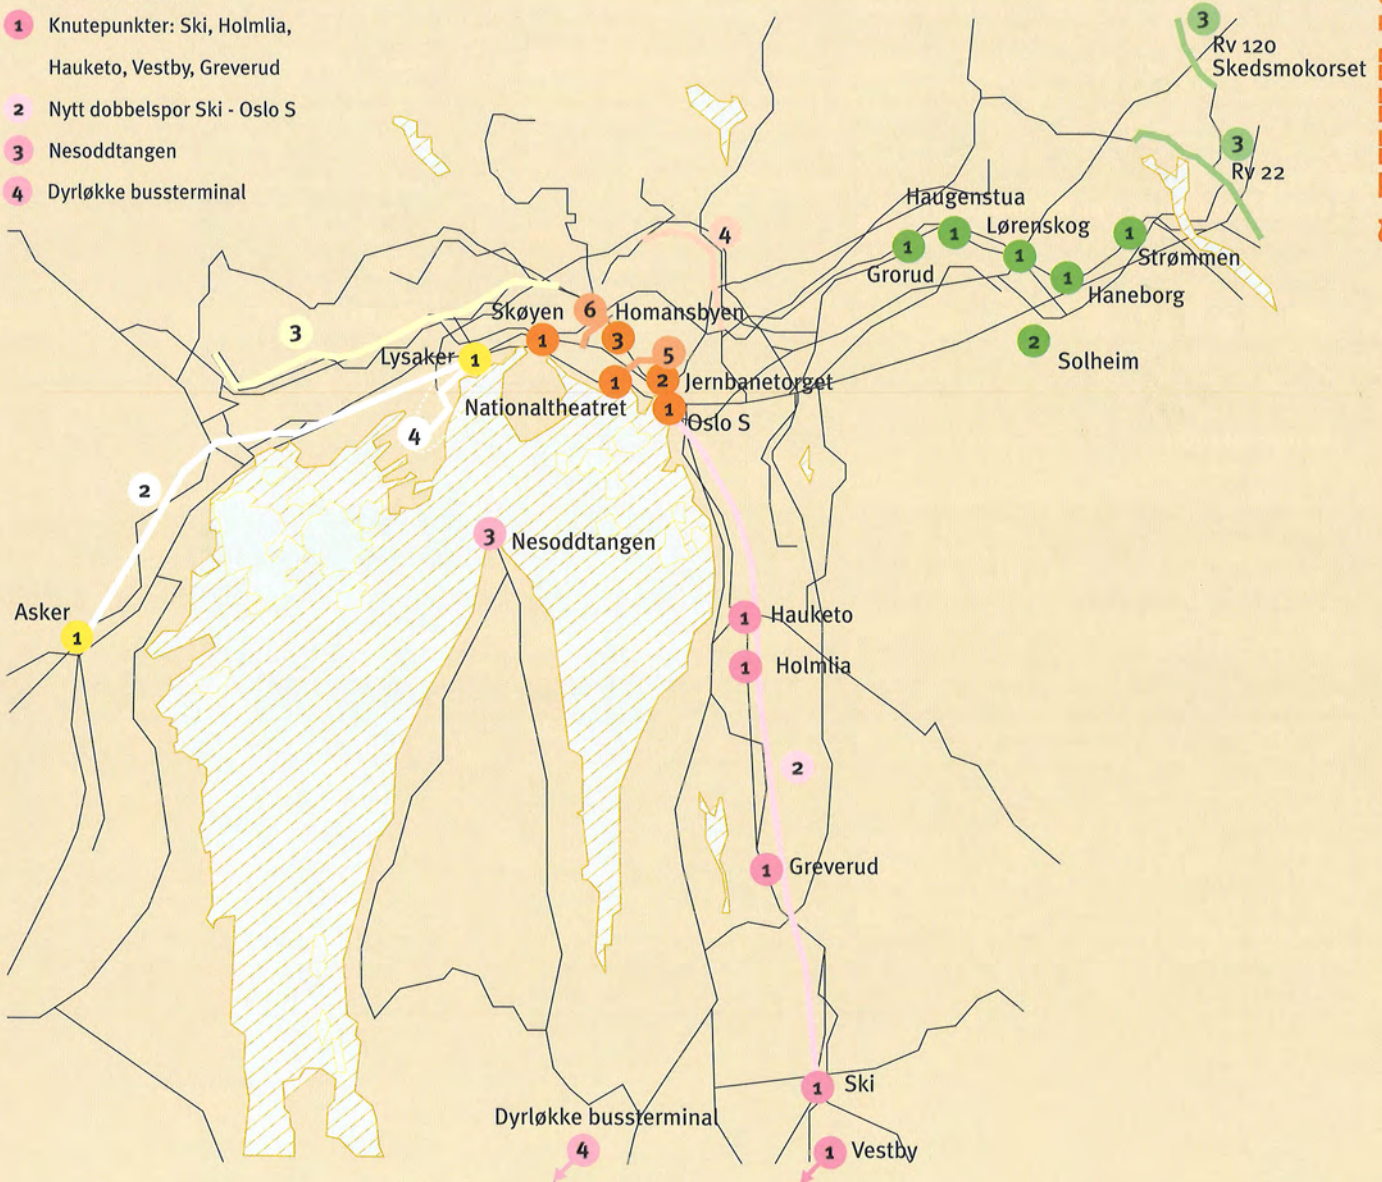 1 Knutepunkter: Ski, Holmlia,
Hauketo, Vestby, Greverud
2 Nytt dobbelspor Ski - Oslo S
3 Nesoddtangen
4 Dyrløkke bussterminal
3
Rv 120
Skedsmokorset
3
Rv 22
Haugenstua
1
Lørenskog
1
Strømmen
1
Grorud
1
1
Haneborg
2
Solheim
4
3
Skøyen
6
Homansbyen
1
3
Lysaker
1
5
1
2
Jernbanetorget
Nationaltheatret
1
Oslo S
4
2
3
Nesoddtangen
Asker
1
1
Hauketo
1
Holmlia
2
1
Greverud
1
Ski
Dyrløkke bussterminal
4
1
Vestby